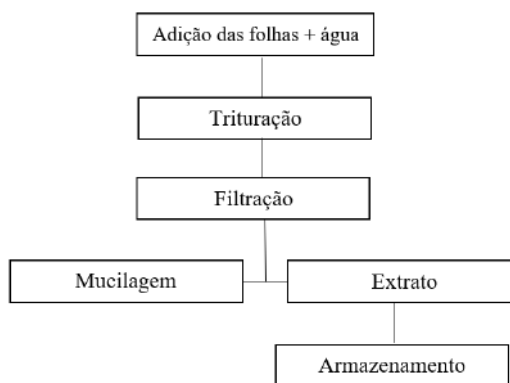 Adição das folhas + água
Trituração
Filtração
Mucilagem
Extrato
Armazenamento